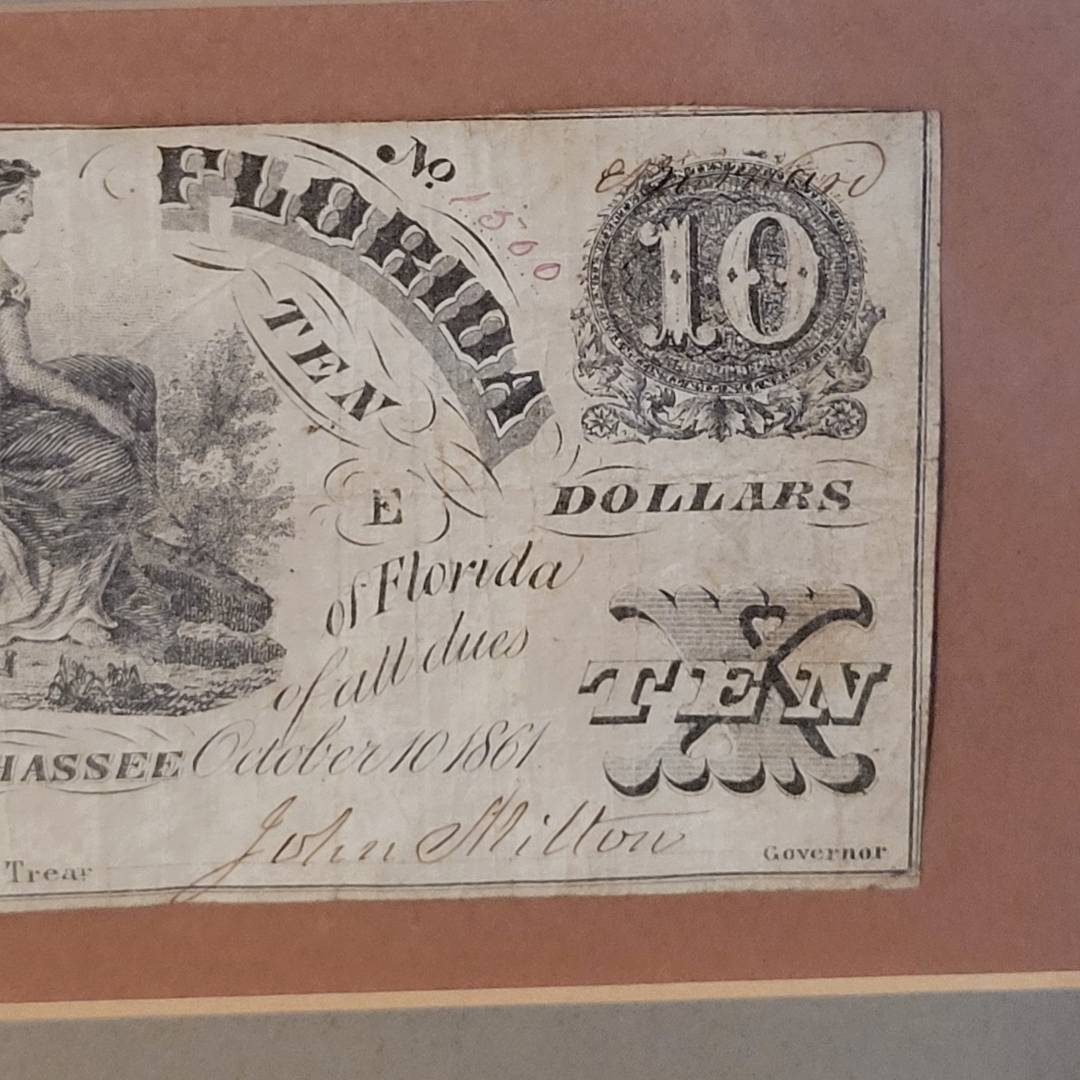 FLORIDA
No. 1500
10
TEN
E
DOLLARS
of Florida
of all dues
TEN
HASSEE October 10 1861
John Milton
Treas
Governor